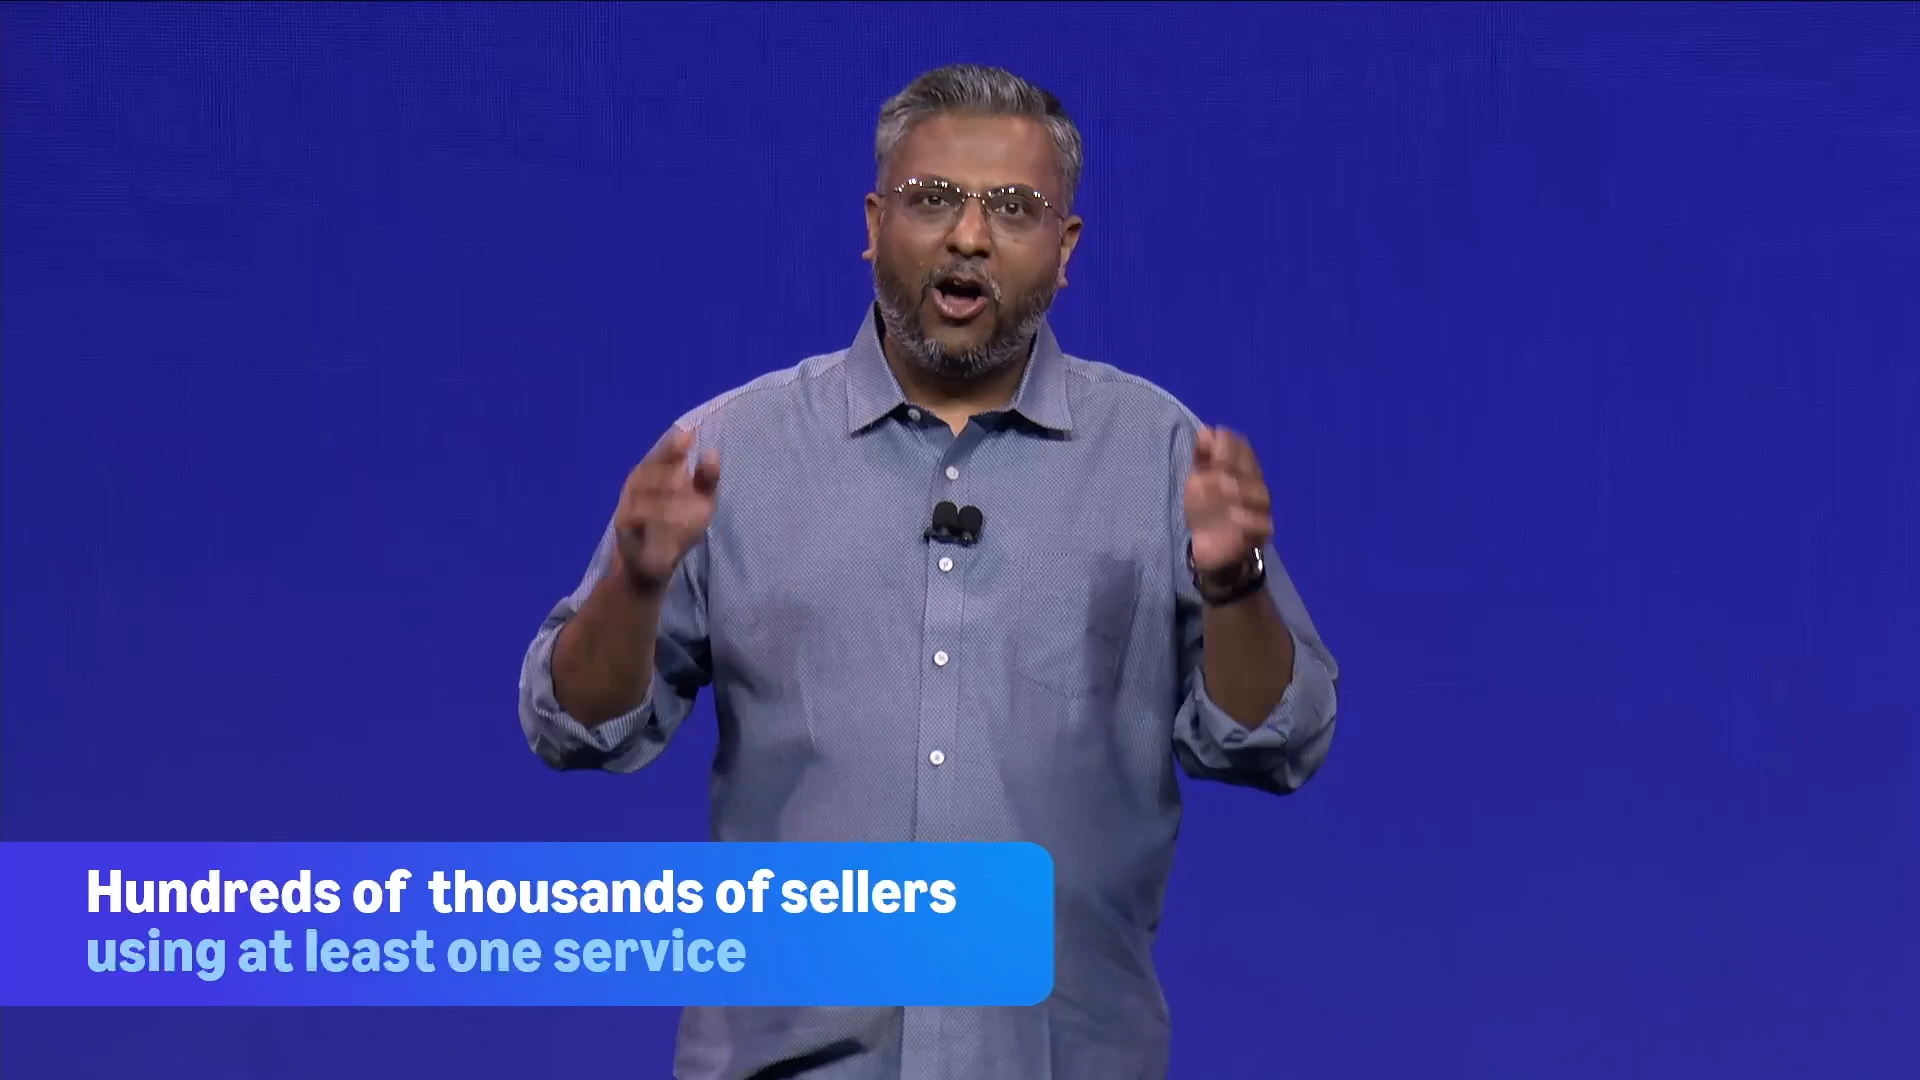 Hundreds of thousands of sellers
using at least one service